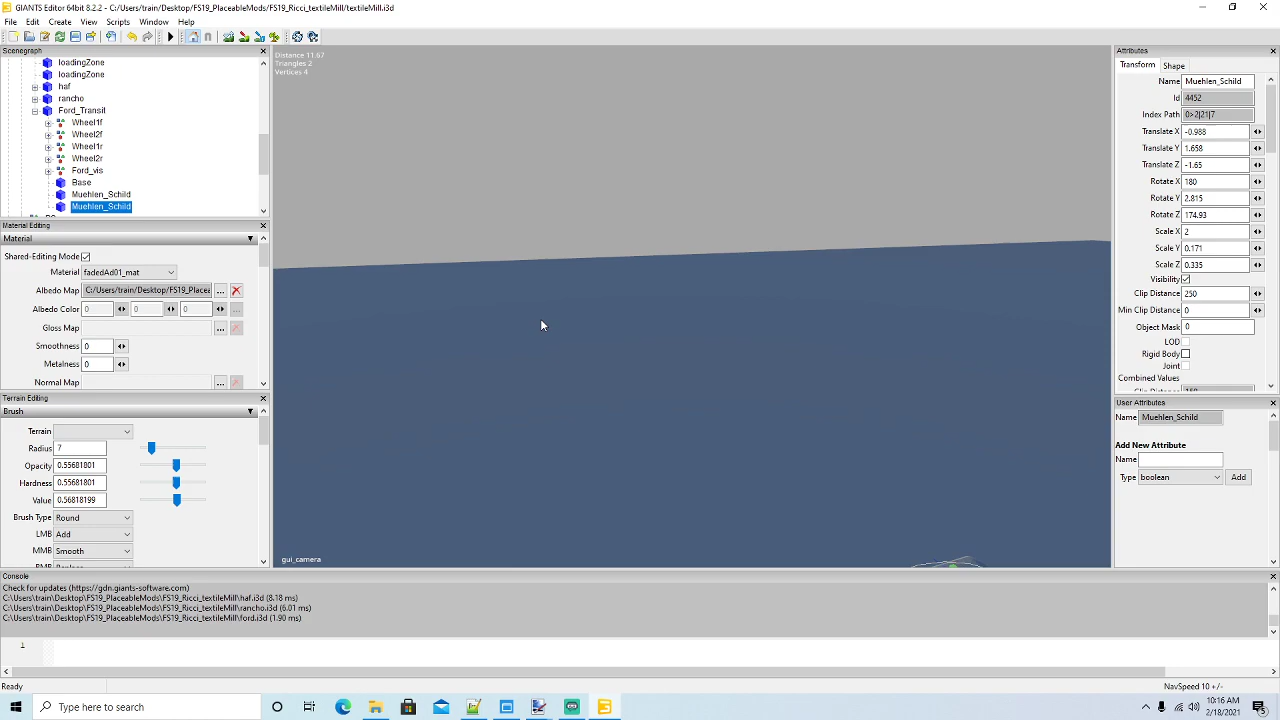 GIANTS Editor 64bit 8.2.2 - C:/Users/train/Desktop/FS19_PlaceableMods/FS19_Ricci_textileMill/textileMill.i3d
File Edit Create View Scripts Window Help
Scenegraph
loadingZone
loadingZone
haf
rancho
Ford_Transit
Wheel1f
Wheel2f
Wheel1r
Wheel2r
Ford_vis
Base
Muehlen_Schild
Muehlen_Schild
Material Editing
Material
Shared-Editing Mode
Material fadedAd01_mat
Albedo Map C:/Users/train/Desktop/FS19_Placea ...
Albedo Color 0 0 0 ...
Gloss Map ...
Smoothness 0
Metalness 0
Normal Map ...
Terrain Editing
Brush
Terrain
Radius 7
Opacity 0.55681801
Hardness 0.55681801
Value 0.56818199
Brush Type Round
LMB Add
MMB Smooth
Distance 11.67
Triangles 2
Vertices 4
gui_camera
Attributes
Transform Shape
Name Muehlen_Schild
Id 4452
Index Path 0>2|21|7
Translate X -0.988
Translate Y 1.658
Translate Z -1.65
Rotate X 180
Rotate Y 2.815
Rotate Z 174.93
Scale X 2
Scale Y 0.171
Scale Z 0.335
Visibility
Clip Distance 250
Min Clip Distance 0
Object Mask 0
LOD
Rigid Body
Joint
Combined Values
User Attributes
Name Muehlen_Schild
Add New Attribute
Name
Type boolean Add
Console
Check for updates (https://gdn.giants-software.com)
C:\Users\train\Desktop\FS19_PlaceableMods\FS19_Ricci_textileMill\haf.i3d (8.18 ms)
C:\Users\train\Desktop\FS19_PlaceableMods\FS19_Ricci_textileMill\rancho.i3d (6.01 ms)
C:\Users\train\Desktop\FS19_PlaceableMods\FS19_Ricci_textileMill\ford.i3d (1.90 ms)
1
Ready
NavSpeed 10 +/-
Type here to search
10:16 AM
2/18/2021